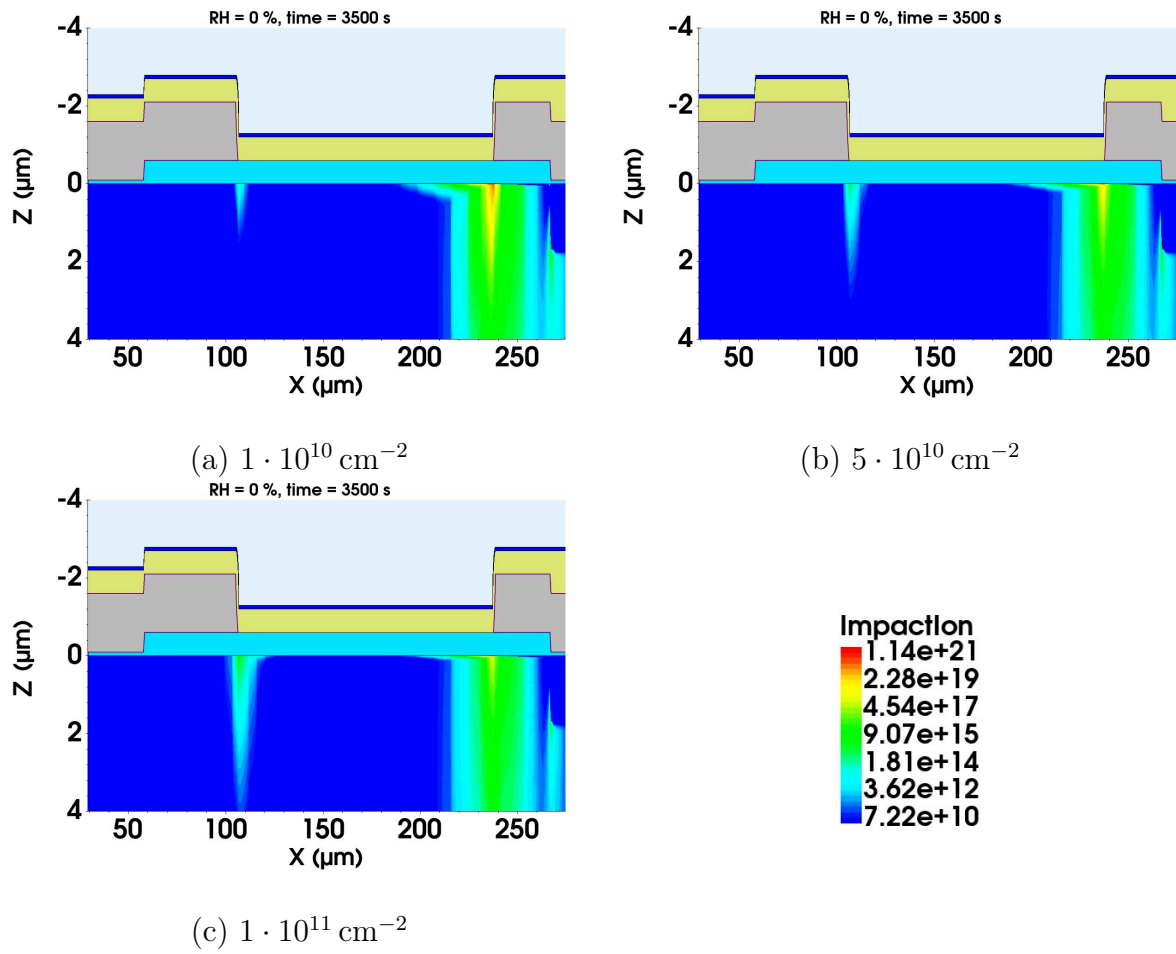 RH = 0 %, time = 3500 s
-4
-2
0
2
4
Z (µm)
50 100 150 200 250
X (µm)
(a) 1 · 10^10 cm^−2
RH = 0 %, time = 3500 s
-4
-2
0
2
4
Z (µm)
50 100 150 200 250
X (µm)
(b) 5 · 10^10 cm^−2
RH = 0 %, time = 3500 s
-4
-2
0
2
4
Z (µm)
50 100 150 200 250
X (µm)
(c) 1 · 10^11 cm^−2
ImpactIon
1.14e+21
2.28e+19
4.54e+17
9.07e+15
1.81e+14
3.62e+12
7.22e+10